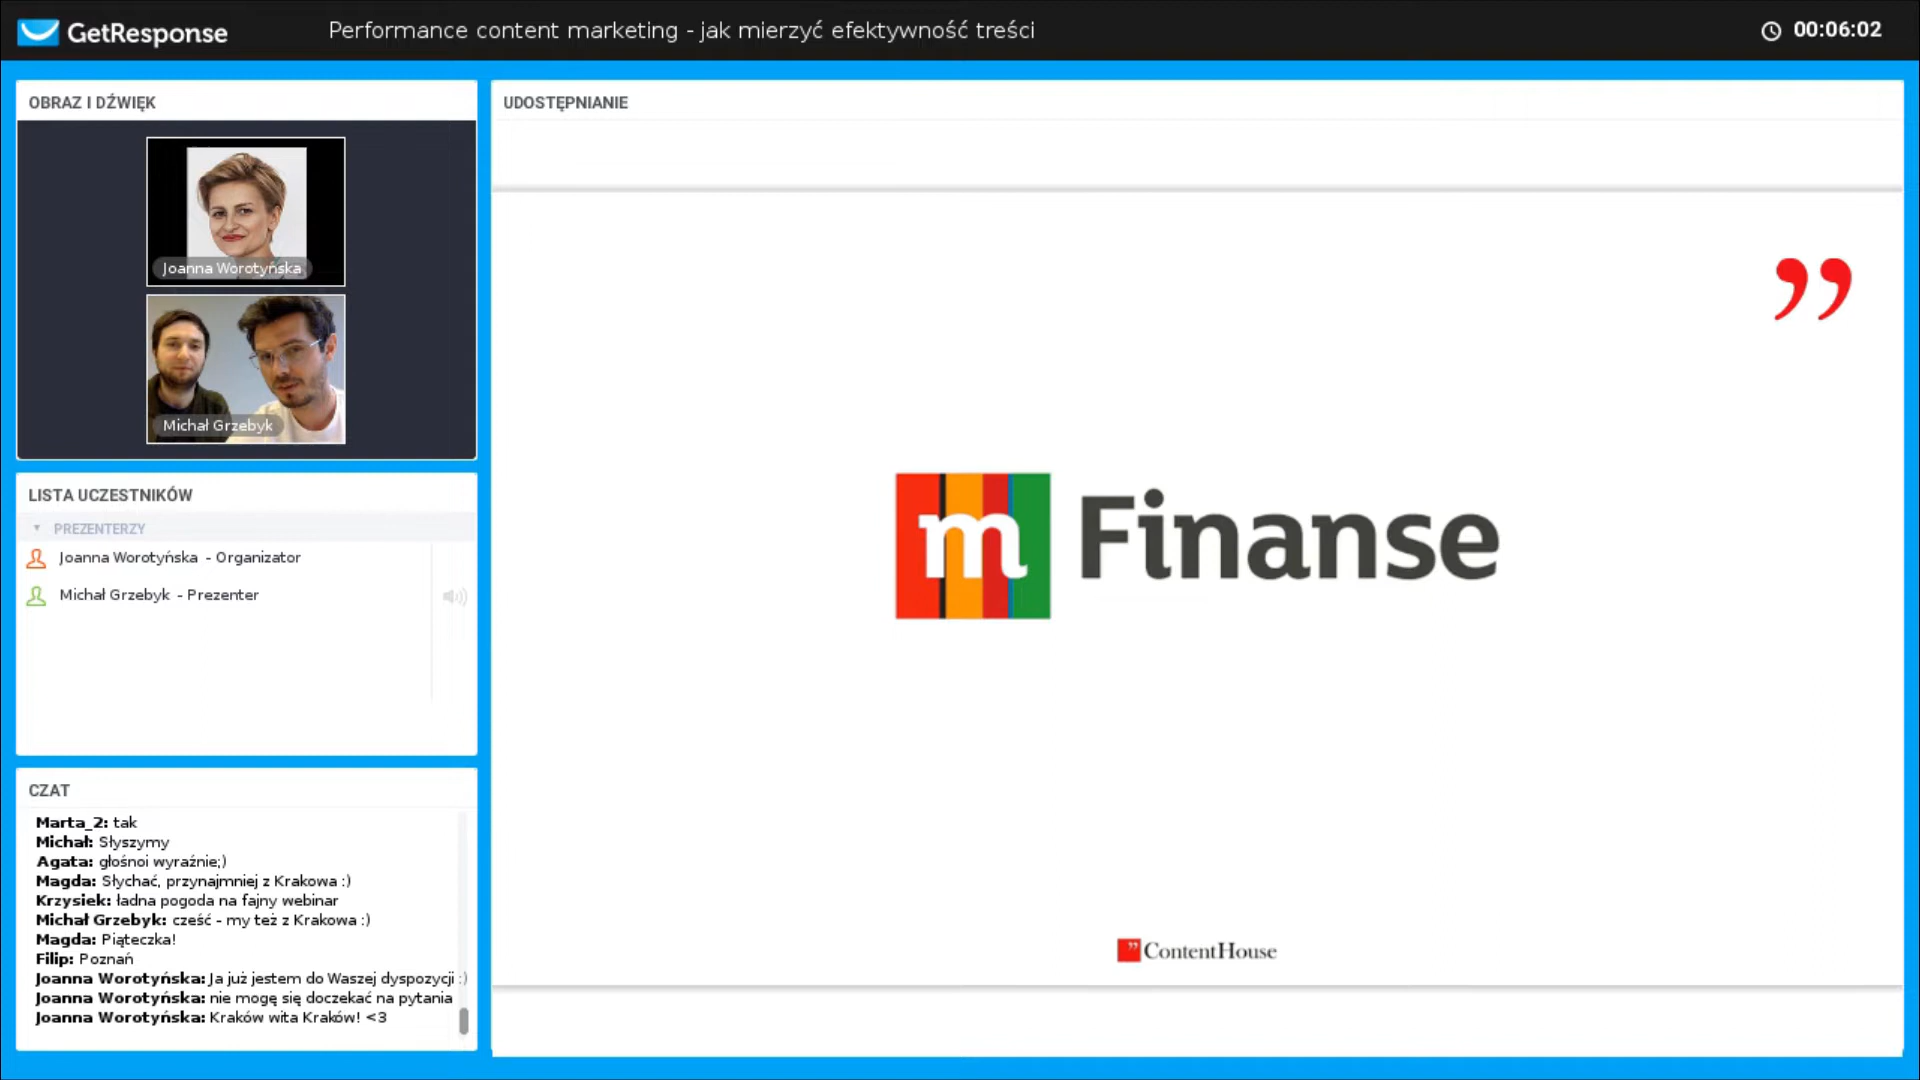 GetResponse
Performance content marketing - jak mierzyć efektywność treści
00:06:02
OBRAZ I DŹWIĘK
Joanna Worotyńska
Michał Grzebyk
LISTA UCZESTNIKÓW
PREZENTERZY
Joanna Worotyńska - Organizator
Michał Grzebyk - Prezenter
CZAT
Marta_2: tak
Michał: Słyszymy
Agata: głośnoi wyraźnie;)
Magda: Słychać, przynajmniej z Krakowa :)
Krzysiek: ładna pogoda na fajny webinar
Michał Grzebyk: cześć - my też z Krakowa :)
Magda: Piąteczka!
Filip: Poznań
Joanna Worotyńska: Ja już jestem do Waszej dyspozycji :)
Joanna Worotyńska: nie mogę się doczekać na pytania
Joanna Worotyńska: Kraków wita Kraków! <3
UDOSTĘPNIANIE
”
m Finanse
” ContentHouse